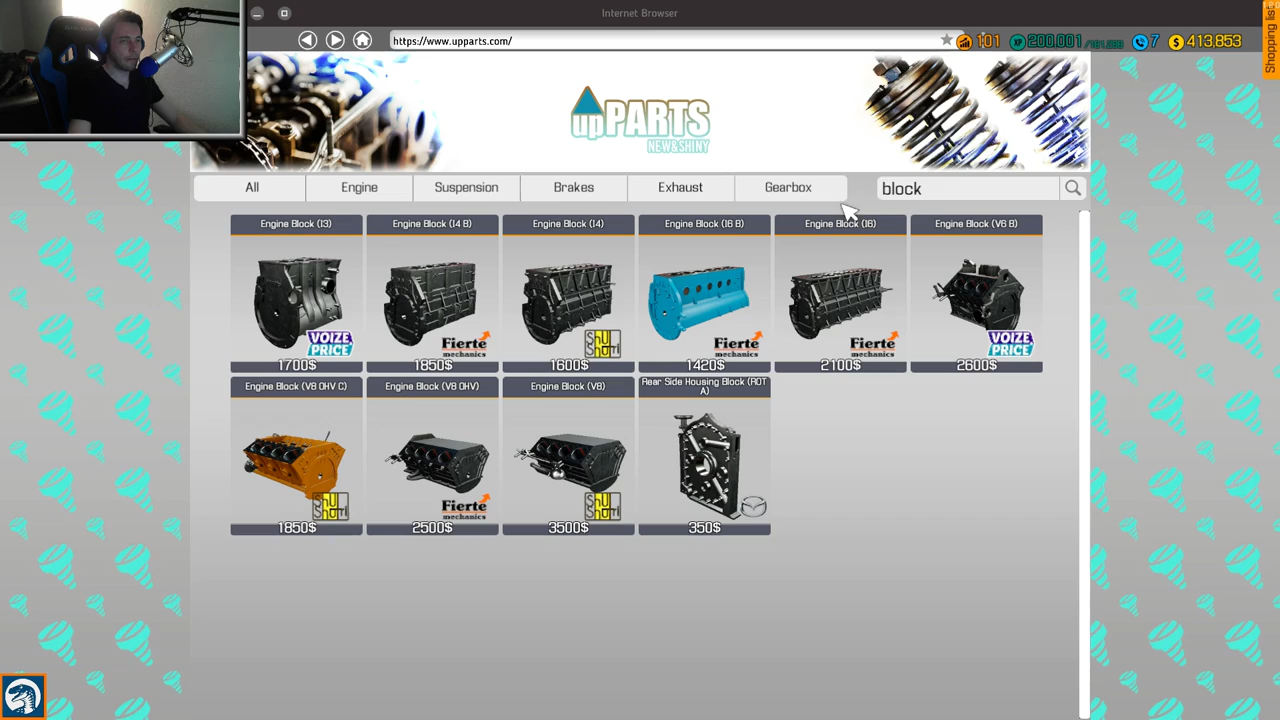 Internet Browser
https://www.upparts.com/
101 XP 200.001 7 $ 413,853
Shopping list
upPARTS
NEW&SHINY
All Engine Suspension Brakes Exhaust Gearbox block
Engine Block (I3) Engine Block (I4 B) Engine Block (I4) Engine Block (I6 B) Engine Block (I6) Engine Block (V6 B)
VOIZE PRICE Fierte mechanics Fierte mechanics Fierte mechanics VOIZE PRICE
1700$ 1850$ 1600$ 1420$ 2100$ 2600$
Engine Block (V8 OHV C) Engine Block (V8 OHV) Engine Block (V8) Rear Side Housing Block (ROT A)
Fierte mechanics
1850$ 2500$ 3500$ 350$